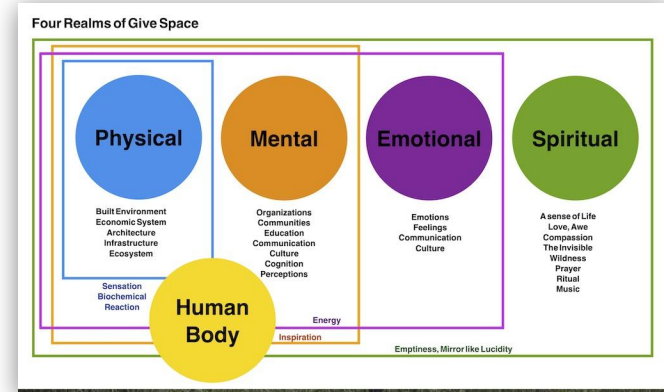 Four Realms of Give Space
Physical
Mental
Emotional
Spiritual
Built Environment
Economic System
Architecture
Infrastructure
Ecosystem
Organizations
Communities
Education
Communication
Culture
Cognition
Perceptions
Emotions
Feelings
Communication
Culture
A sense of Life
Love, Awe
Compassion
The Invisible
Wildness
Prayer
Ritual
Music
Sensation
Biochemical
Reaction
Human
Body
Energy
Inspiration
Emptiness, Mirror like Lucidity